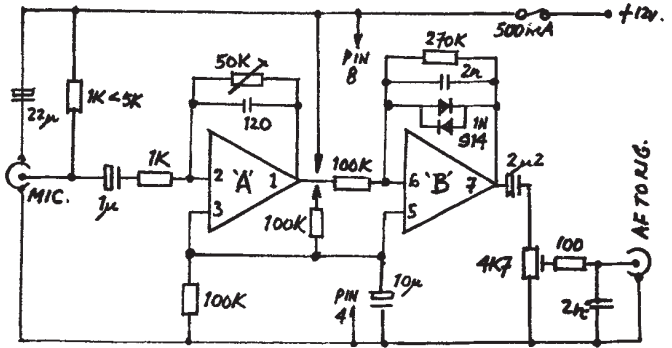 +12v.
500mA
PIN
8
270K
2n
1N
914
50K
120
22µ
1K<5K
MIC.
1µ
1K
2
'A'
1
3
100K
100K
100K
6
'B'
7
5
2µ2
10µ
PIN
4
4K7
100
2n
AF TO RIG.